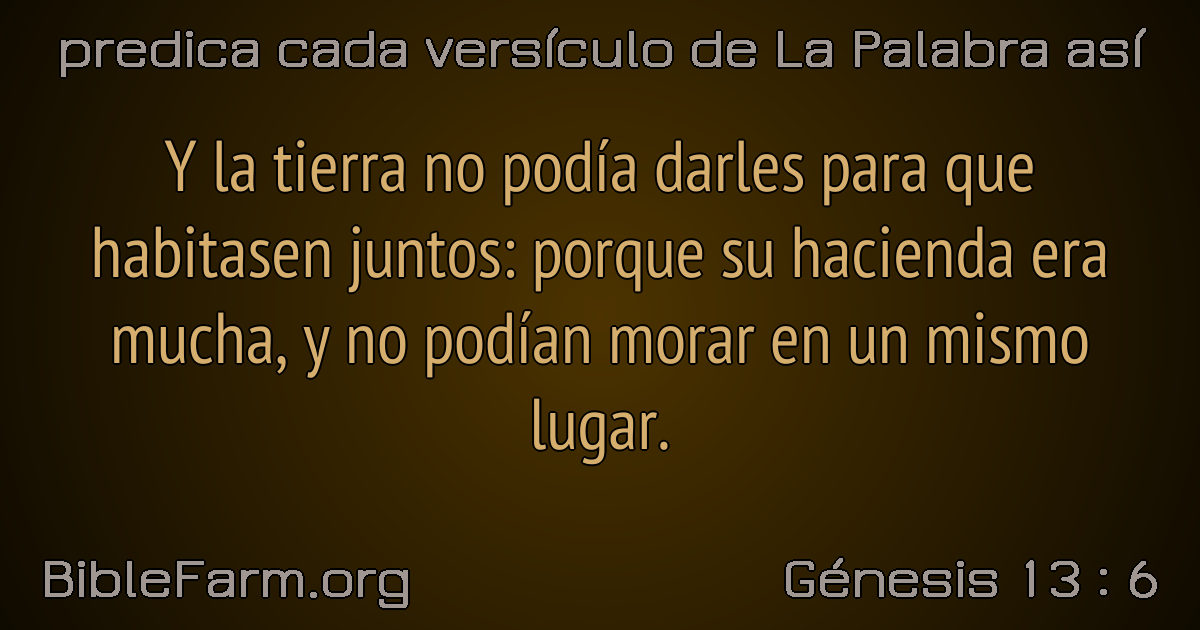 predica cada versículo de La Palabra así
Y la tierra no podía darles para que
habitasen juntos: porque su hacienda era
mucha, y no podían morar en un mismo
lugar.
BibleFarm.org
Génesis 13 : 6